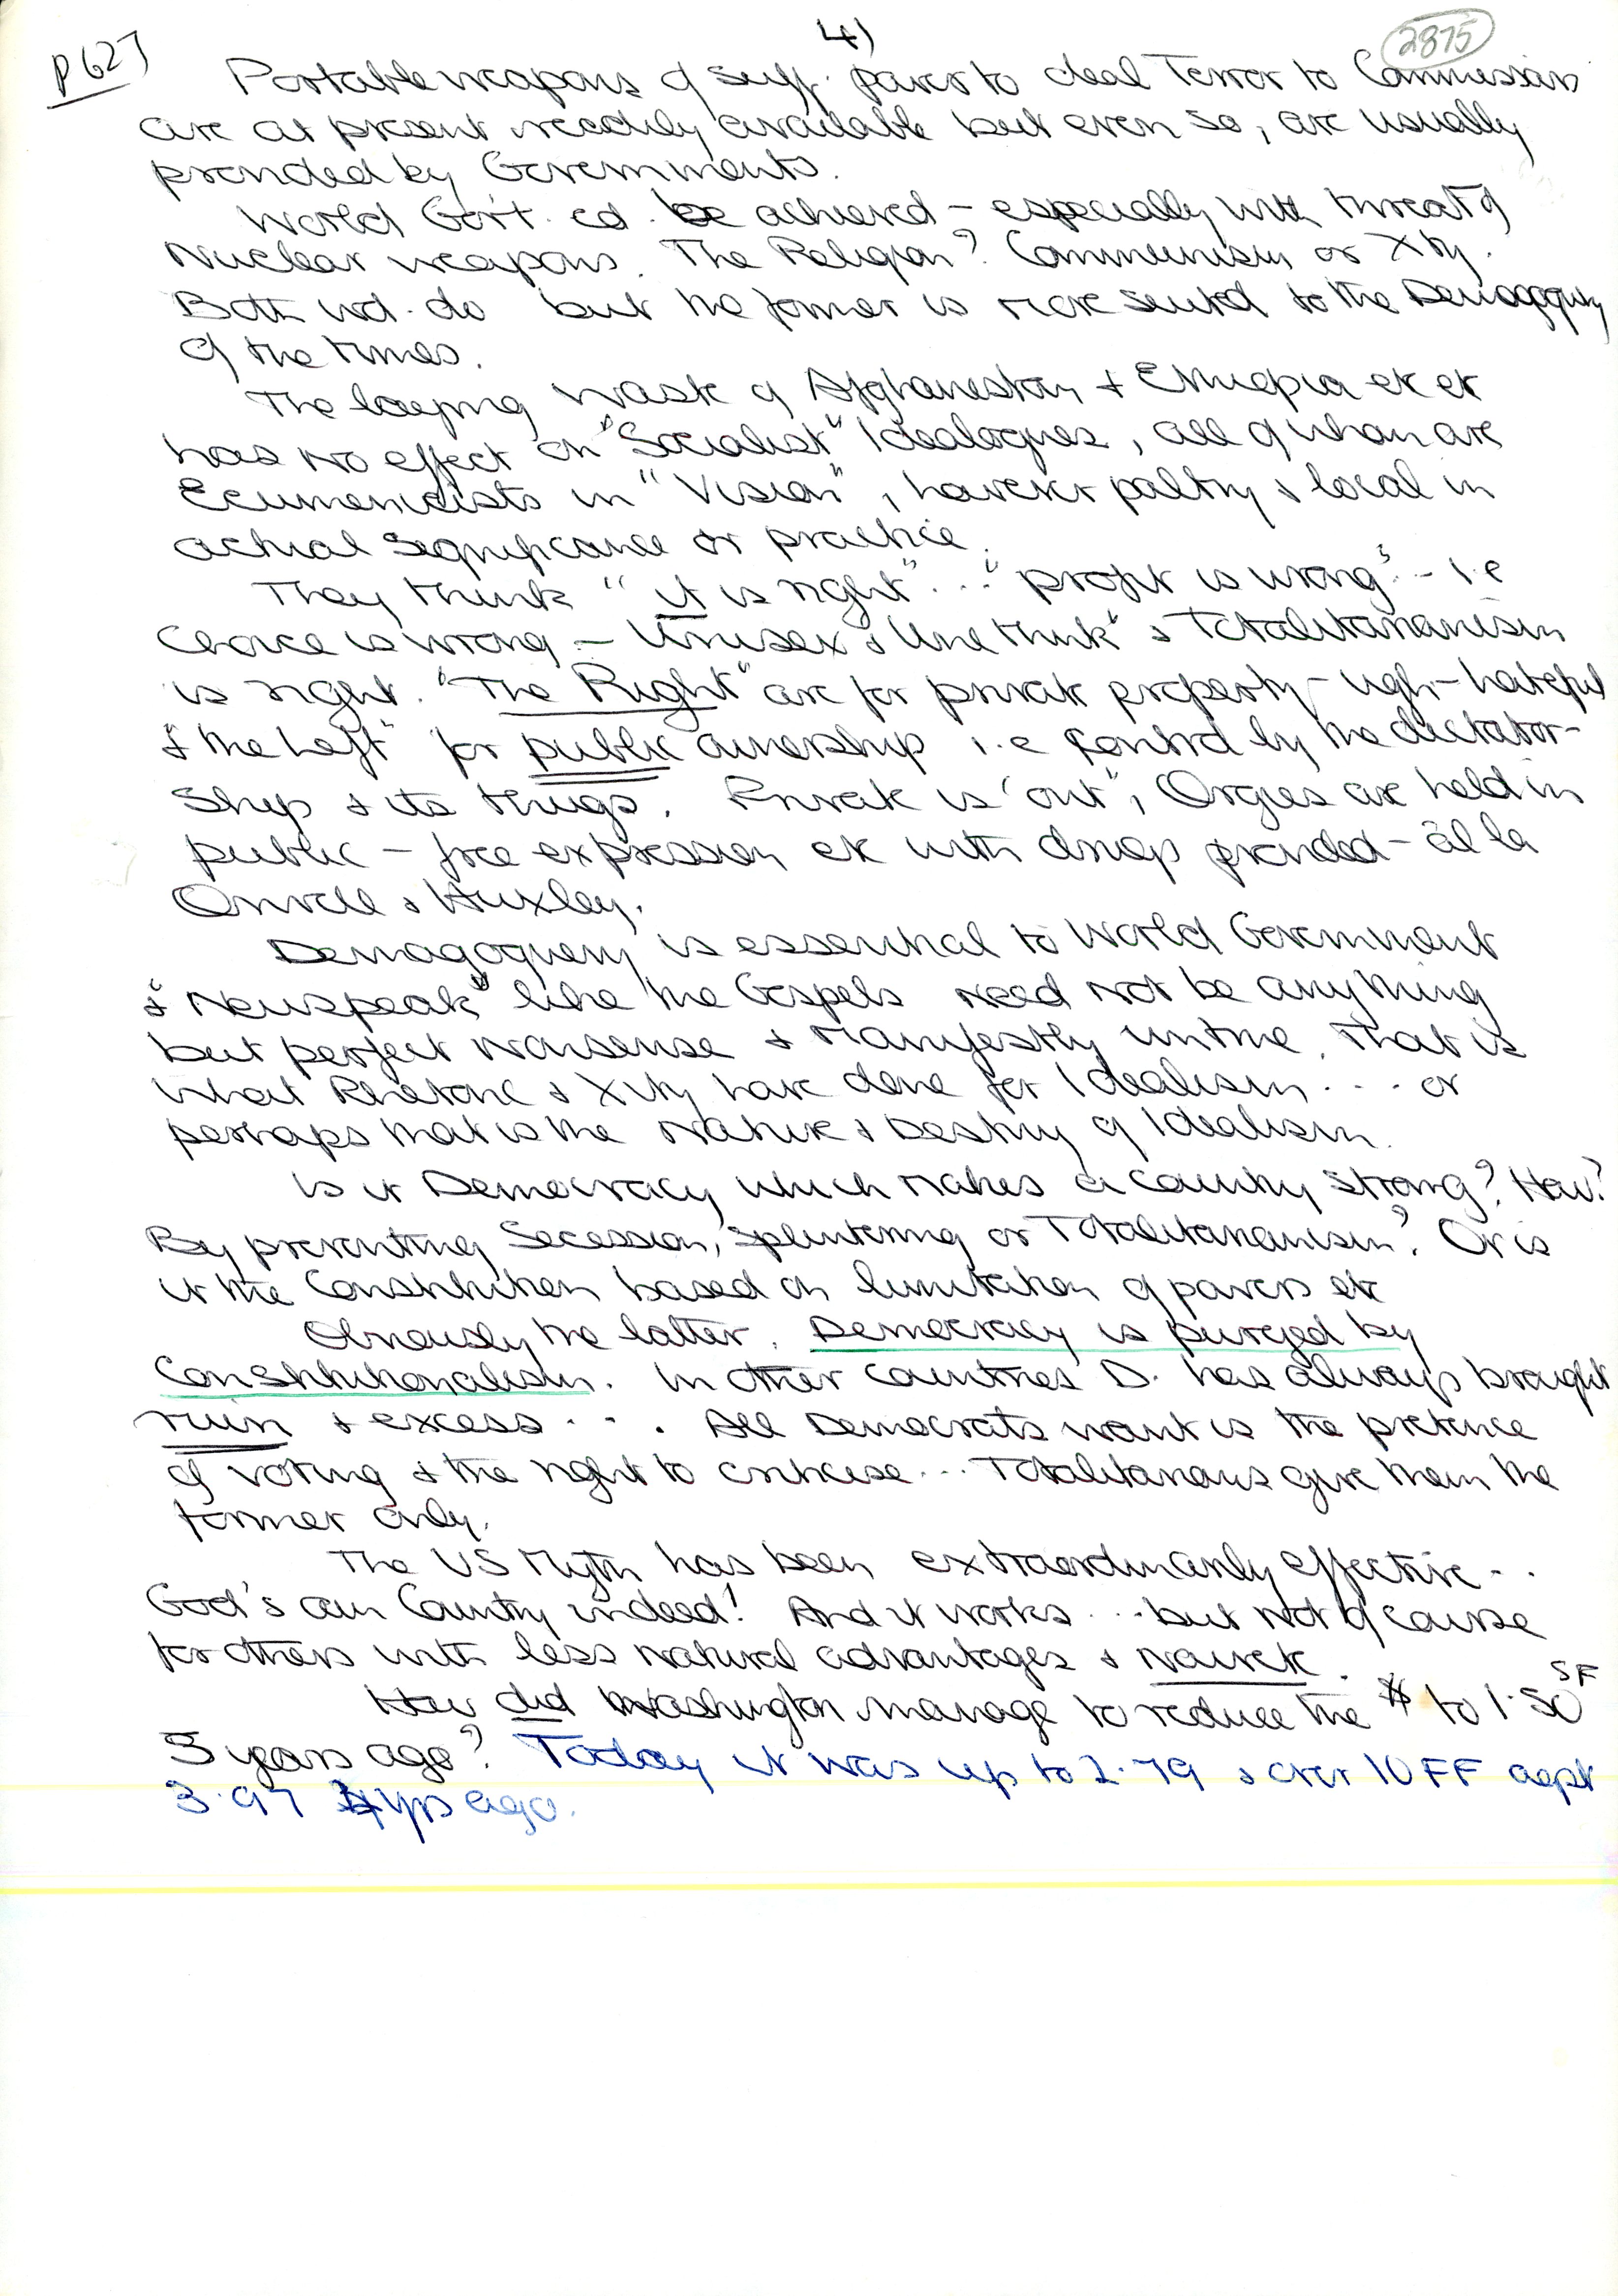 4)
2875
P 627
Portable weapons of suff. power to deal Terror to Commissars
are at present readily available but even so, are usually
provided by Governments.
World Gov't. cd. be achieved – especially with threat of
Nuclear weapons. The Religion? Communism or Xty.
Both wd. do but the former is more suited to the Demagoguery
of the times.
The laying waste of Afghanistan & Ethiopia etc etc
has no effect on "Socialist" Idealogues, all of whom are
Ecumenicists in "Vision", however paltry & local in
actual significance or practice.
They think "it is right"... "profit is wrong" - i.e
Choice is wrong – Unisex & Une think" & Totalitarianism
is right. "The Right" are for private property – ugh – hateful
& "the Left" for public ownership i.e control by the dictator-
ship & its thugs. Private is "out", Orgies are held in
public – free expression etc with drugs provided – àl la
Orwell & Huxley.
Demagoguery is essential to World Government
& "Newspeak" like the Gospels need not be anything
but perfect nonsense & manifestly untrue. That is
what Rhetoric & Xity have done for Idealism . . . or
perhaps that is the Nature & Destiny of Idealism.
Is it Democracy which makes a country strong? How?
By preventing Secession, splintering or Totalitarianism? Or is
it the Constitution based on limitation of powers etc
Obviously the latter. Democracy is purged by
Constitutionalism. In other countries D. has always brought
ruin & excess . . . . All Democrats want is the pretence
of voting & the right to criticise... Totalitarians give them the
former only.
The US Myth has been extraordinarily effective . .
God's own Country indeed! And it works . . . but not of course
for others with less natural advantages & naivete.
How did Washington manage to reduce the $ to 1.50 SF
5 years ago? Today it was up to 2.79 & over 10 FF agst
3.97 4 yrs ago.